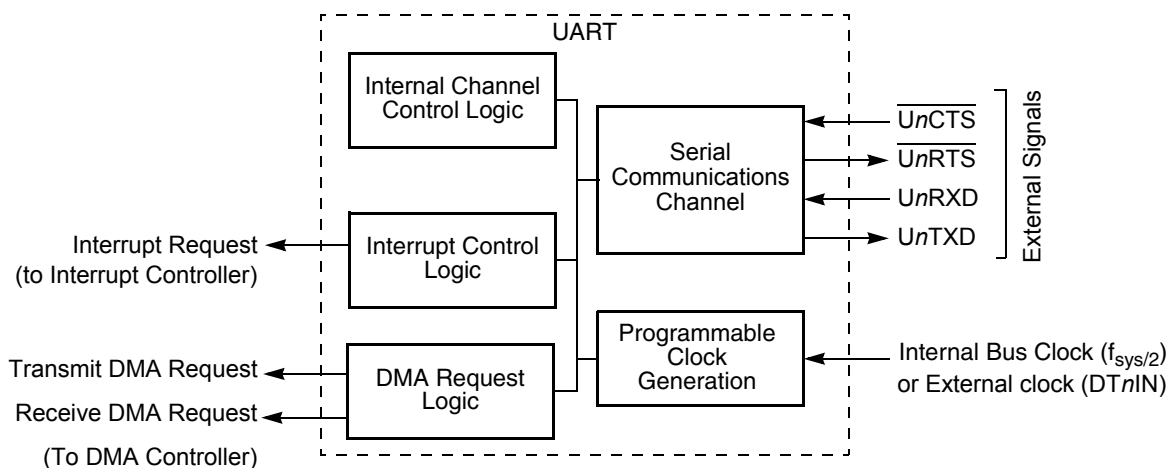 UART
Internal Channel
Control Logic
Serial
Communications
Channel
UnCTS
UnRTS
UnRXD
UnTXD
External Signals
Interrupt Request
(to Interrupt Controller)
Interrupt Control
Logic
Programmable
Clock
Generation
Internal Bus Clock (fsys/2)
or External clock (DTnIN)
Transmit DMA Request
Receive DMA Request
(To DMA Controller)
DMA Request
Logic